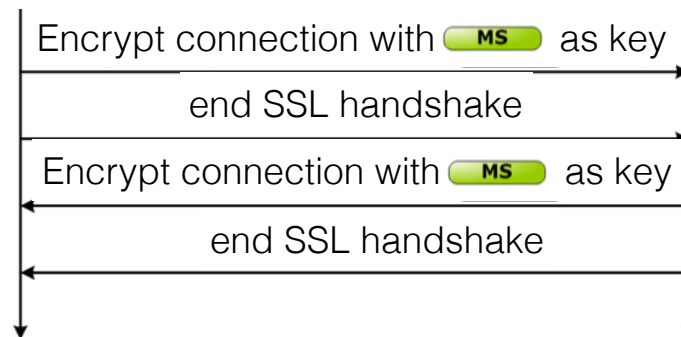 Encrypt connection with MS as key
end SSL handshake
Encrypt connection with MS as key
end SSL handshake